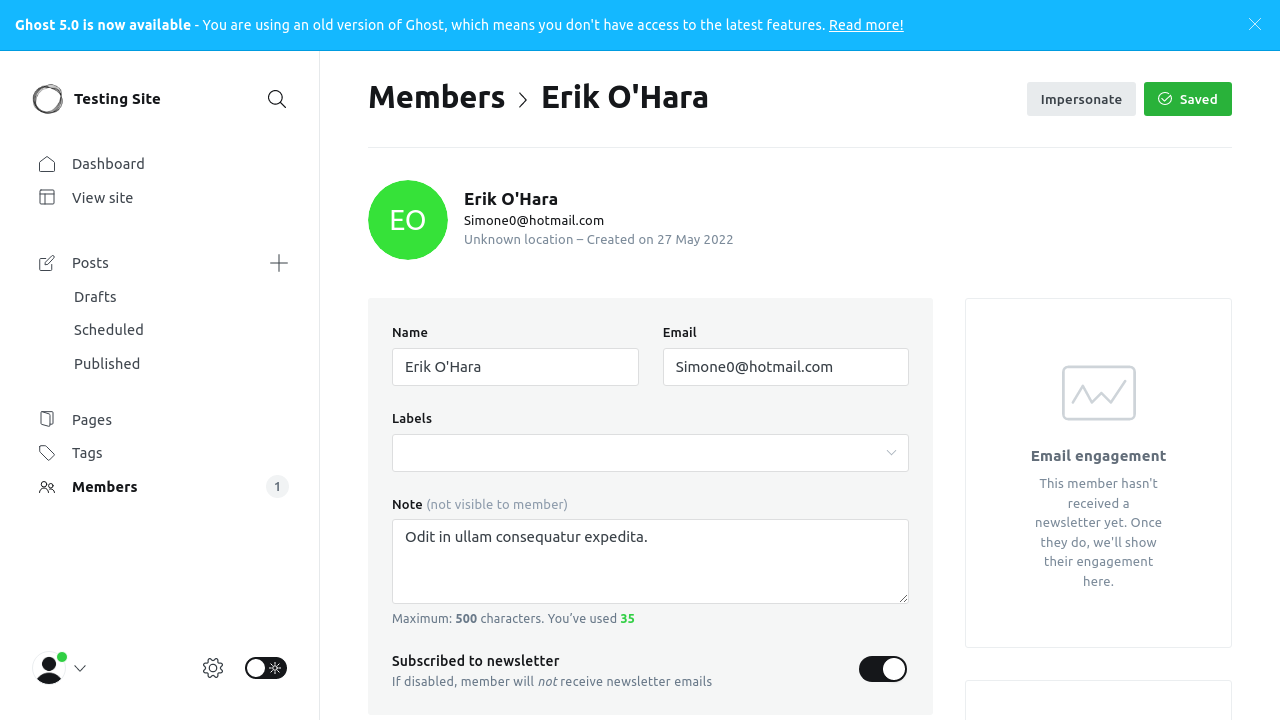 Ghost 5.0 is now available - You are using an old version of Ghost, which means you don't have access to the latest features. Read more!
Testing Site
Dashboard
View site
Posts
Drafts
Scheduled
Published
Pages
Tags
Members 1
Members
Erik O'Hara
Impersonate
Saved
EO
Erik O'Hara
Simone0@hotmail.com
Unknown location – Created on 27 May 2022
Name
Erik O'Hara
Email
Simone0@hotmail.com
Labels
Note (not visible to member)
Odit in ullam consequatur expedita.
Maximum: 500 characters. You’ve used 35
Subscribed to newsletter
If disabled, member will not receive newsletter emails
Email engagement
This member hasn't
received a
newsletter yet. Once
they do, we'll show
their engagement
here.